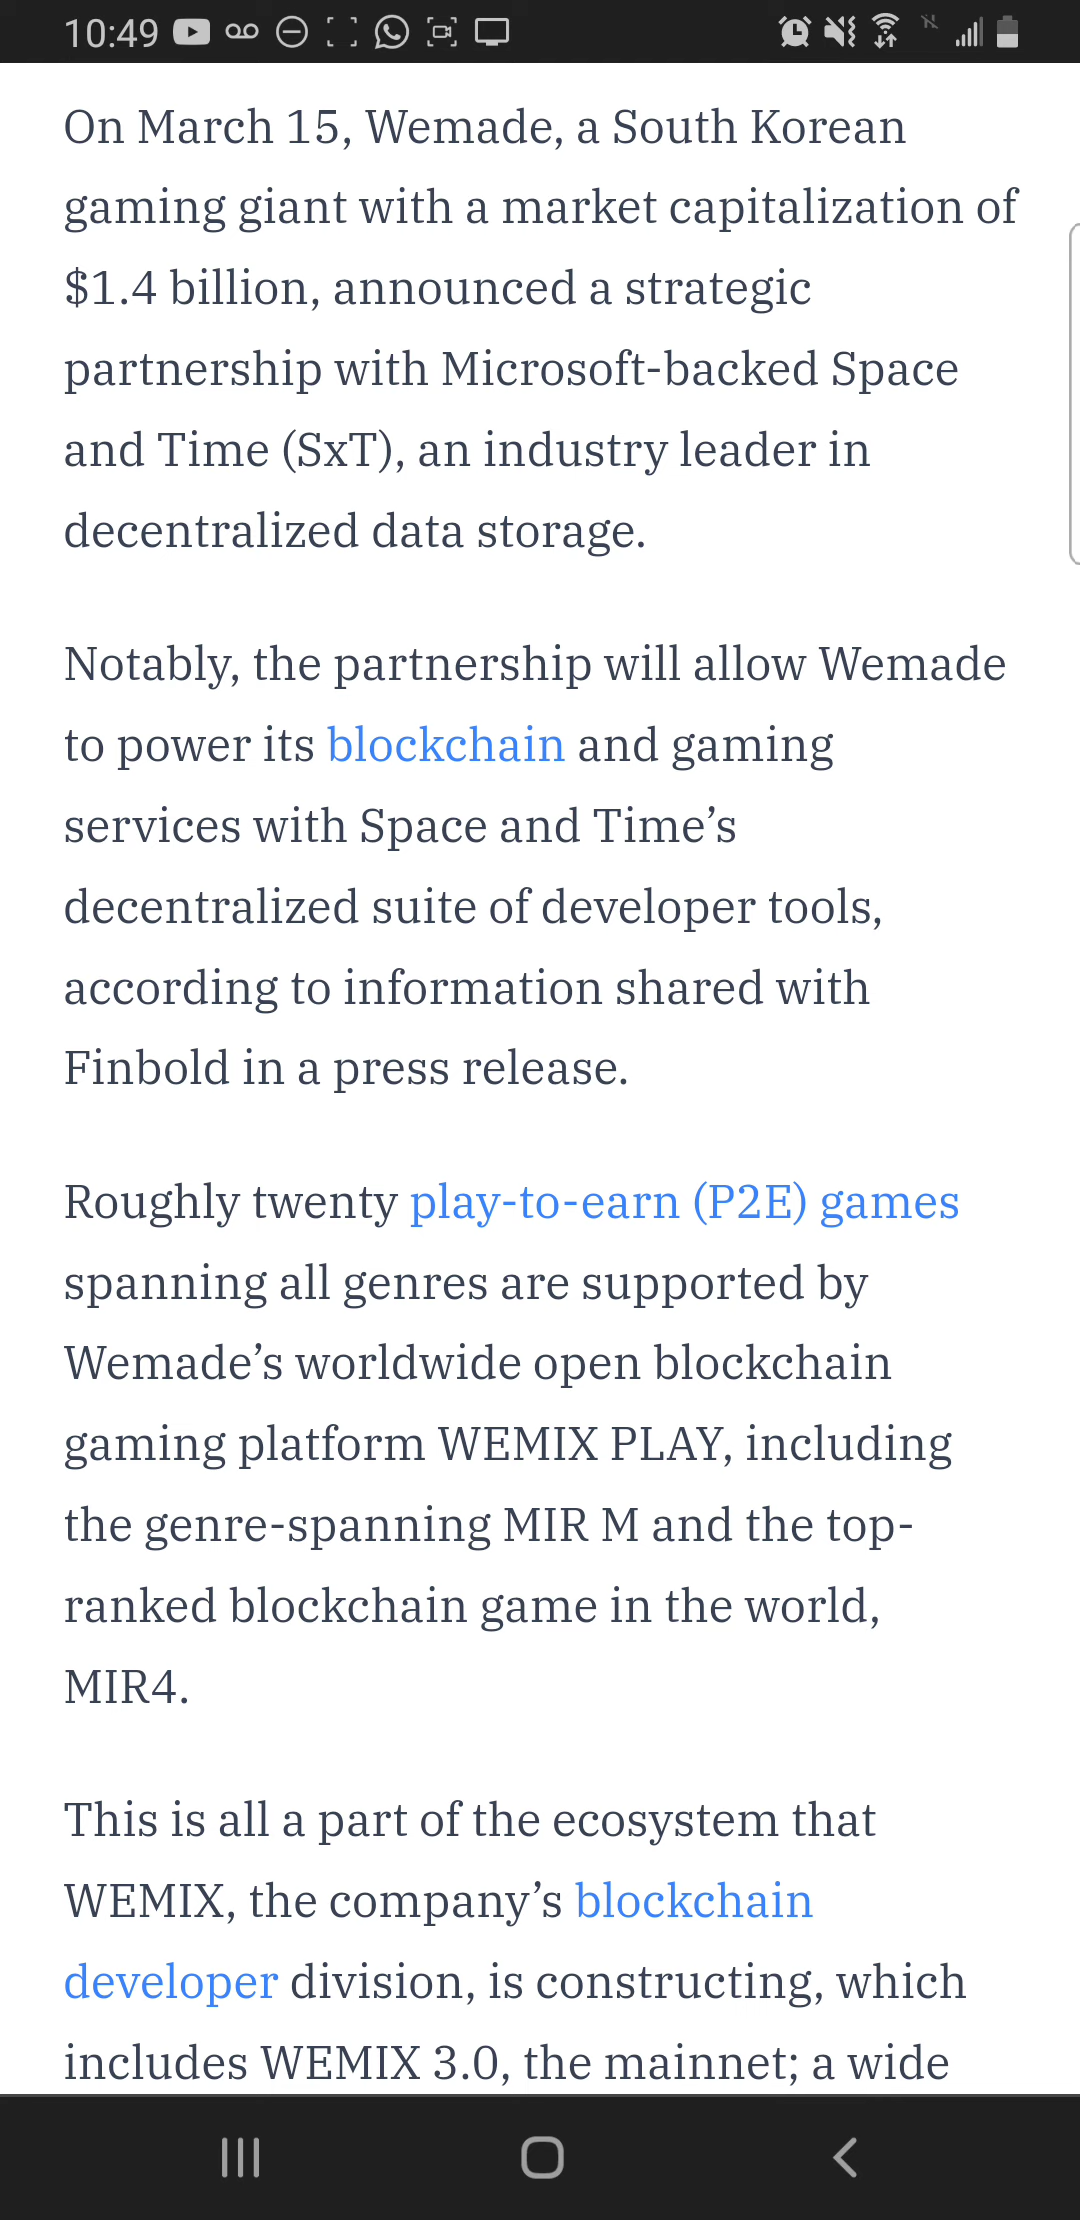 10:49
On March 15, Wemade, a South Korean
gaming giant with a market capitalization of
$1.4 billion, announced a strategic
partnership with Microsoft-backed Space
and Time (SxT), an industry leader in
decentralized data storage.
Notably, the partnership will allow Wemade
to power its blockchain and gaming
services with Space and Time’s
decentralized suite of developer tools,
according to information shared with
Finbold in a press release.
Roughly twenty play-to-earn (P2E) games
spanning all genres are supported by
Wemade’s worldwide open blockchain
gaming platform WEMIX PLAY, including
the genre-spanning MIR M and the top-
ranked blockchain game in the world,
MIR4.
This is all a part of the ecosystem that
WEMIX, the company’s blockchain
developer division, is constructing, which
includes WEMIX 3.0, the mainnet; a wide